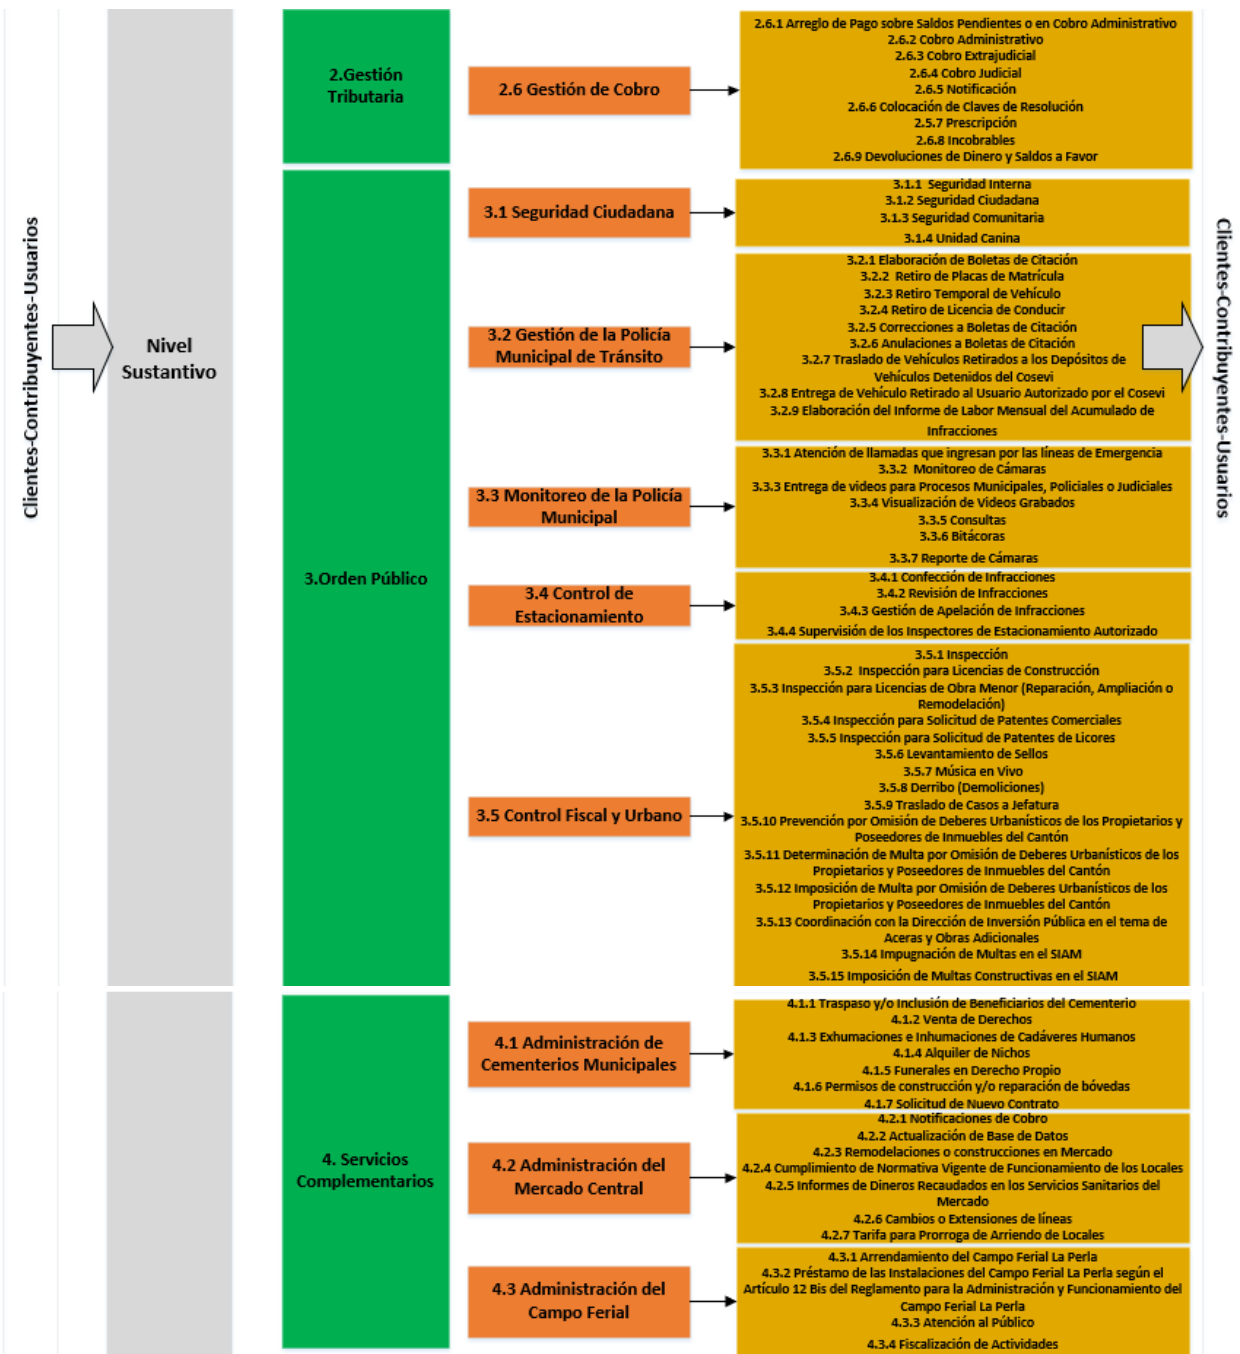 Clientes-Contribuyentes-Usuarios
Nivel
Sustantivo
2.Gestión
Tributaria
2.6 Gestión de Cobro
2.6.1 Arreglo de Pago sobre Saldos Pendientes o en Cobro Administrativo
2.6.2 Cobro Administrativo
2.6.3 Cobro Extrajudicial
2.6.4 Cobro Judicial
2.6.5 Notificación
2.6.6 Colocación de Claves de Resolución
2.5.7 Prescripción
2.6.8 Incobrables
2.6.9 Devoluciones de Dinero y Saldos a Favor
3.Orden Público
3.1 Seguridad Ciudadana
3.1.1 Seguridad Interna
3.1.2 Seguridad Ciudadana
3.1.3 Seguridad Comunitaria
3.1.4 Unidad Canina
3.2 Gestión de la Policía
Municipal de Tránsito
3.2.1 Elaboración de Boletas de Citación
3.2.2 Retiro de Placas de Matrícula
3.2.3 Retiro Temporal de Vehículo
3.2.4 Retiro de Licencia de Conducir
3.2.5 Correcciones a Boletas de Citación
3.2.6 Anulaciones a Boletas de Citación
3.2.7 Traslado de Vehículos Retirados a los Depósitos de
Vehículos Detenidos del Cosevi
3.2.8 Entrega de Vehículo Retirado al Usuario Autorizado por el Cosevi
3.2.9 Elaboración del Informe de Labor Mensual del Acumulado de
Infracciones
3.3 Monitoreo de la Policía
Municipal
3.3.1 Atención de llamadas que ingresan por las líneas de Emergencia
3.3.2 Monitoreo de Cámaras
3.3.3 Entrega de videos para Procesos Municipales, Policiales o Judiciales
3.3.4 Visualización de Videos Grabados
3.3.5 Consultas
3.3.6 Bitácoras
3.3.7 Reporte de Cámaras
3.4 Control de
Estacionamiento
3.4.1 Confección de Infracciones
3.4.2 Revisión de Infracciones
3.4.3 Gestión de Apelación de Infracciones
3.4.4 Supervisión de los Inspectores de Estacionamiento Autorizado
3.5 Control Fiscal y Urbano
3.5.1 Inspección
3.5.2 Inspección para Licencias de Construcción
3.5.3 Inspección para Licencias de Obra Menor (Reparación, Ampliación o
Remodelación)
3.5.4 Inspección para Solicitud de Patentes Comerciales
3.5.5 Inspección para Solicitud de Patentes de Licores
3.5.6 Levantamiento de Sellos
3.5.7 Música en Vivo
3.5.8 Derribo (Demoliciones)
3.5.9 Traslado de Casos a Jefatura
3.5.10 Prevención por Omisión de Deberes Urbanísticos de los Propietarios y
Poseedores de Inmuebles del Cantón
3.5.11 Determinación de Multa por Omisión de Deberes Urbanísticos de los
Propietarios y Poseedores de Inmuebles del Cantón
3.5.12 Imposición de Multa por Omisión de Deberes Urbanísticos de los
Propietarios y Poseedores de Inmuebles del Cantón
3.5.13 Coordinación con la Dirección de Inversión Pública en el tema de
Aceras y Obras Adicionales
3.5.14 Impugnación de Multas en el SIAM
3.5.15 Imposición de Multas Constructivas en el SIAM
4. Servicios
Complementarios
4.1 Administración de
Cementerios Municipales
4.1.1 Traspaso y/o Inclusión de Beneficiarios del Cementerio
4.1.2 Venta de Derechos
4.1.3 Exhumaciones e Inhumaciones de Cadáveres Humanos
4.1.4 Alquiler de Nichos
4.1.5 Funerales en Derecho Propio
4.1.6 Permisos de construcción y/o reparación de bóvedas
4.1.7 Solicitud de Nuevo Contrato
4.2 Administración del
Mercado Central
4.2.1 Notificaciones de Cobro
4.2.2 Actualización de Base de Datos
4.2.3 Remodelaciones o construcciones en Mercado
4.2.4 Cumplimiento de Normativa Vigente de Funcionamiento de los Locales
4.2.5 Informes de Dineros Recaudados en los Servicios Sanitarios del
Mercado
4.2.6 Cambios o Extensiones de líneas
4.2.7 Tarifa para Prorroga de Arriendo de Locales
4.3 Administración del
Campo Ferial
4.3.1 Arrendamiento del Campo Ferial La Perla
4.3.2 Préstamo de las Instalaciones del Campo Ferial La Perla según el
Artículo 12 Bis del Reglamento para la Administración y Funcionamiento del
Campo Ferial La Perla
4.3.3 Atención al Público
4.3.4 Fiscalización de Actividades
Clientes-Contribuyentes-Usuarios